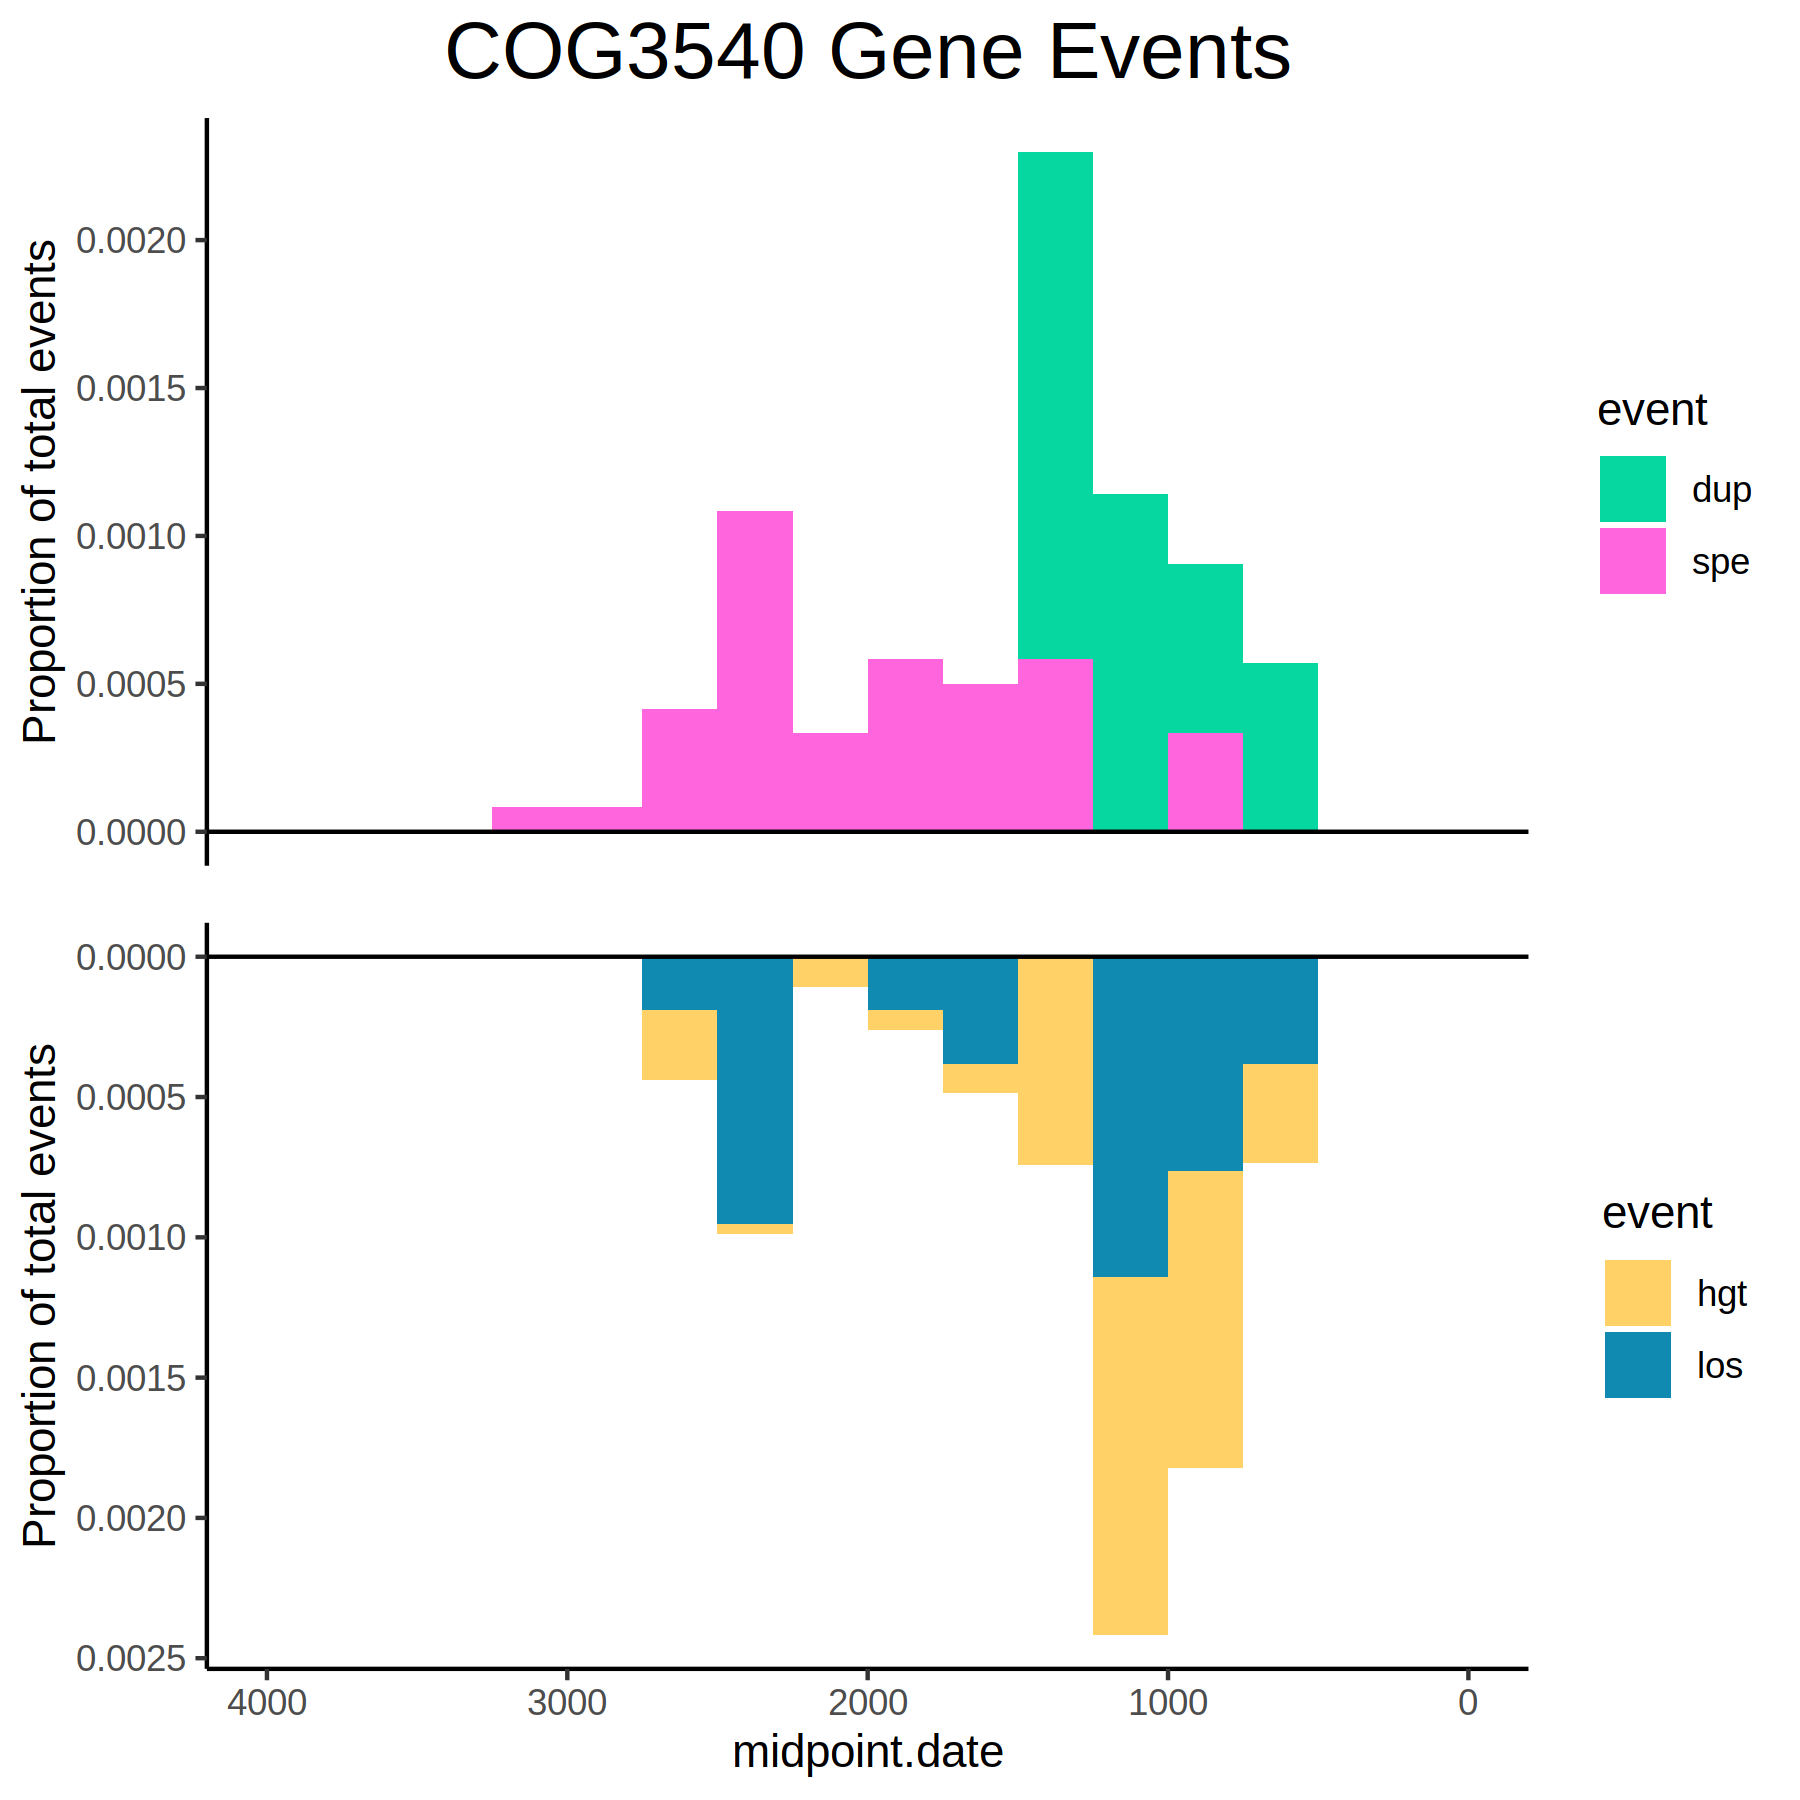 COG3540 Gene Events
Proportion of total events
0.0020
0.0015
0.0010
0.0005
0.0000
event
dup
spe
Proportion of total events
0.0000
0.0005
0.0010
0.0015
0.0020
0.0025
event
hgt
los
4000 3000 2000 1000 0
midpoint.date